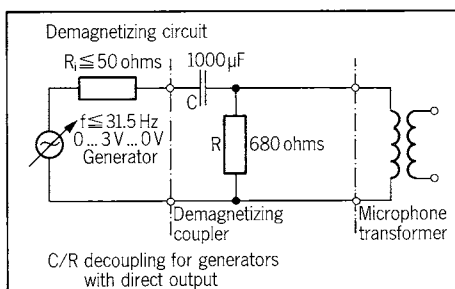 Demagnetizing circuit
Rᵢ ≦ 50 ohms
1000 µF
C
f ≦ 31.5 Hz
0...3 V...0 V
Generator
R
680 ohms
Demagnetizing
coupler
Microphone
transformer
C/R decoupling for generators
with direct output